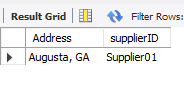 Result Grid Filter Rows:
Address supplierID
Augusta, GA Supplier01